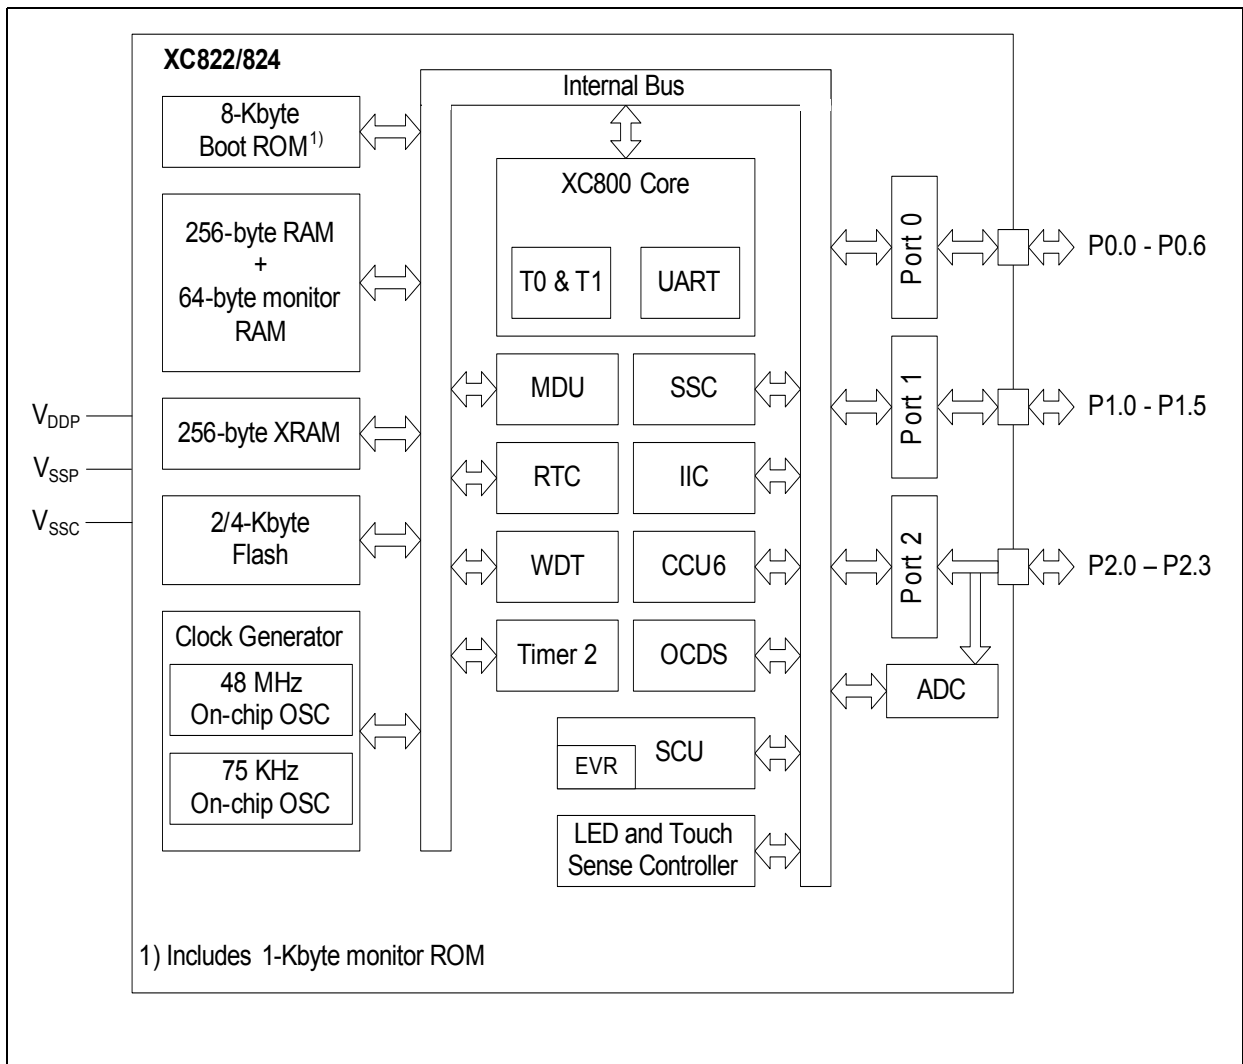 XC822/824
Internal Bus
8-Kbyte
Boot ROM1)
256-byte RAM
+
64-byte monitor
RAM
256-byte XRAM
2/4-Kbyte
Flash
Clock Generator
48 MHz
On-chip OSC
75 KHz
On-chip OSC
VDDP
VSSP
VSSC
XC800 Core
T0 & T1
UART
MDU
SSC
RTC
IIC
WDT
CCU6
Timer 2
OCDS
SCU
EVR
LED and Touch
Sense Controller
Port 0
P0.0 - P0.6
Port 1
P1.0 - P1.5
Port 2
P2.0 – P2.3
ADC
1) Includes 1-Kbyte monitor ROM